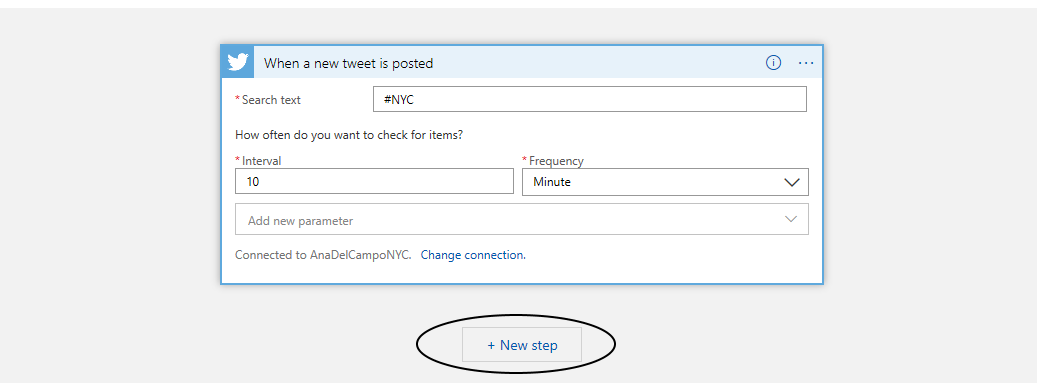 When a new tweet is posted
* Search text
#NYC
How often do you want to check for items?
* Interval
* Frequency
10
Minute
Add new parameter
Connected to AnaDelCampoNYC. Change connection.
+ New step